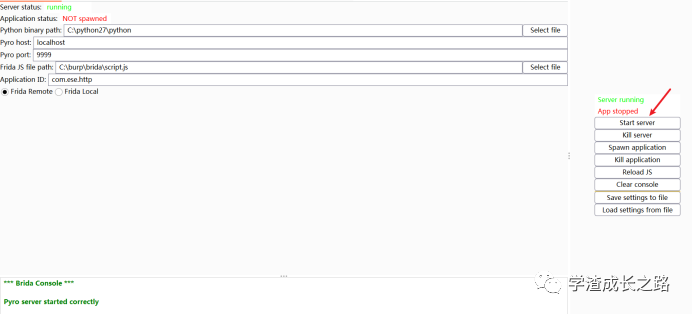 Server status: running
Application status: NOT spawned
Python binary path: C:\python27\python Select file
Pyro host: localhost
Pyro port: 9999
Frida JS file path: C:\burp\brida\script.js Select file
Application ID: com.ese.http
Frida Remote Frida Local
Server running
App stopped
Start server
Kill server
Spawn application
Kill application
Reload JS
Clear console
Save settings to file
Load settings from file
*** Brida Console ***
Pyro server started correctly
学渣成长之路